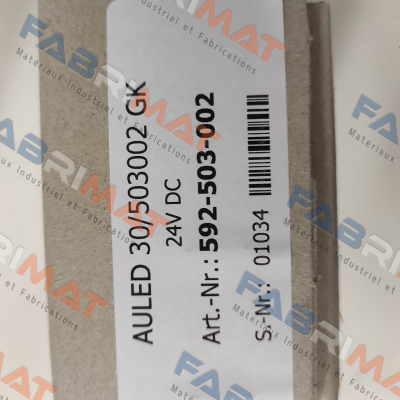 AULED 30/503002 GK
24V DC
Art.-Nr.: 592-503-002
S.-Nr.: 01034
FABRIMAT
Materiaux Industriel et Fabrications